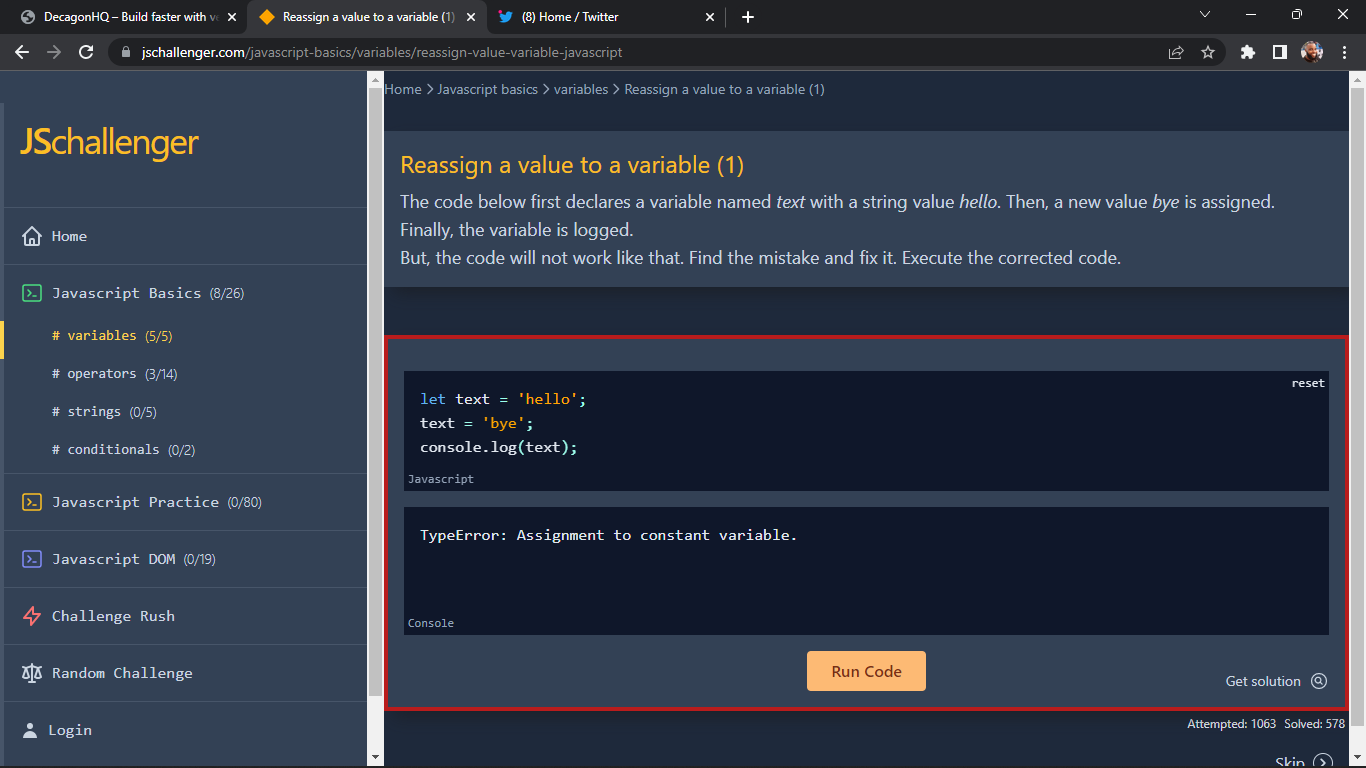 DecagonHQ – Build faster with v
Reassign a value to a variable (1)
(8) Home / Twitter
jschallenger.com/javascript-basics/variables/reassign-value-variable-javascript
JSchallenger
Home
Javascript Basics (8/26)
# variables (5/5)
# operators (3/14)
# strings (0/5)
# conditionals (0/2)
Javascript Practice (0/80)
Javascript DOM (0/19)
Challenge Rush
Random Challenge
Login
Home > Javascript basics > variables > Reassign a value to a variable (1)
Reassign a value to a variable (1)
The code below first declares a variable named text with a string value hello. Then, a new value bye is assigned.
Finally, the variable is logged.
But, the code will not work like that. Find the mistake and fix it. Execute the corrected code.
reset
let text = 'hello';
text = 'bye';
console.log(text);
Javascript
TypeError: Assignment to constant variable.
Console
Run Code
Get solution
Attempted: 1063 Solved: 578
Skip